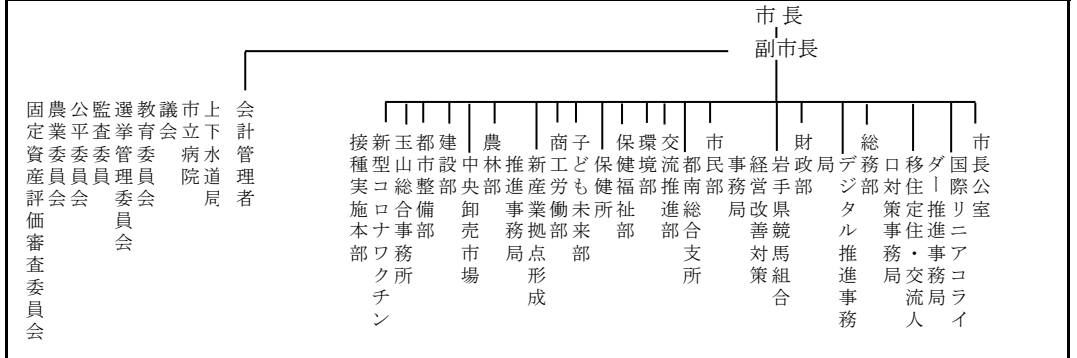 市長
副市長
市長公室
国際リニアコライ
ダー推進事務局
移住定住・交流人
口対策事務局
総務部
デジタル推進事務
局
財政部
岩手県競馬組合
経営改善対策
事務局
市民部
都南総合支所
交流推進部
環境部
保健福祉部
保健所
子ども未来部
商工労働部
新産業拠点形成
推進事務局
農林部
中央卸売市場
建設部
都市整備部
玉山総合事務所
新型コロナワクチン
接種実施本部
会計管理者
上下水道局
市立病院
議会
教育委員会
選挙管理委員会
監査委員
公平委員会
農業委員会
固定資産評価審査委員会